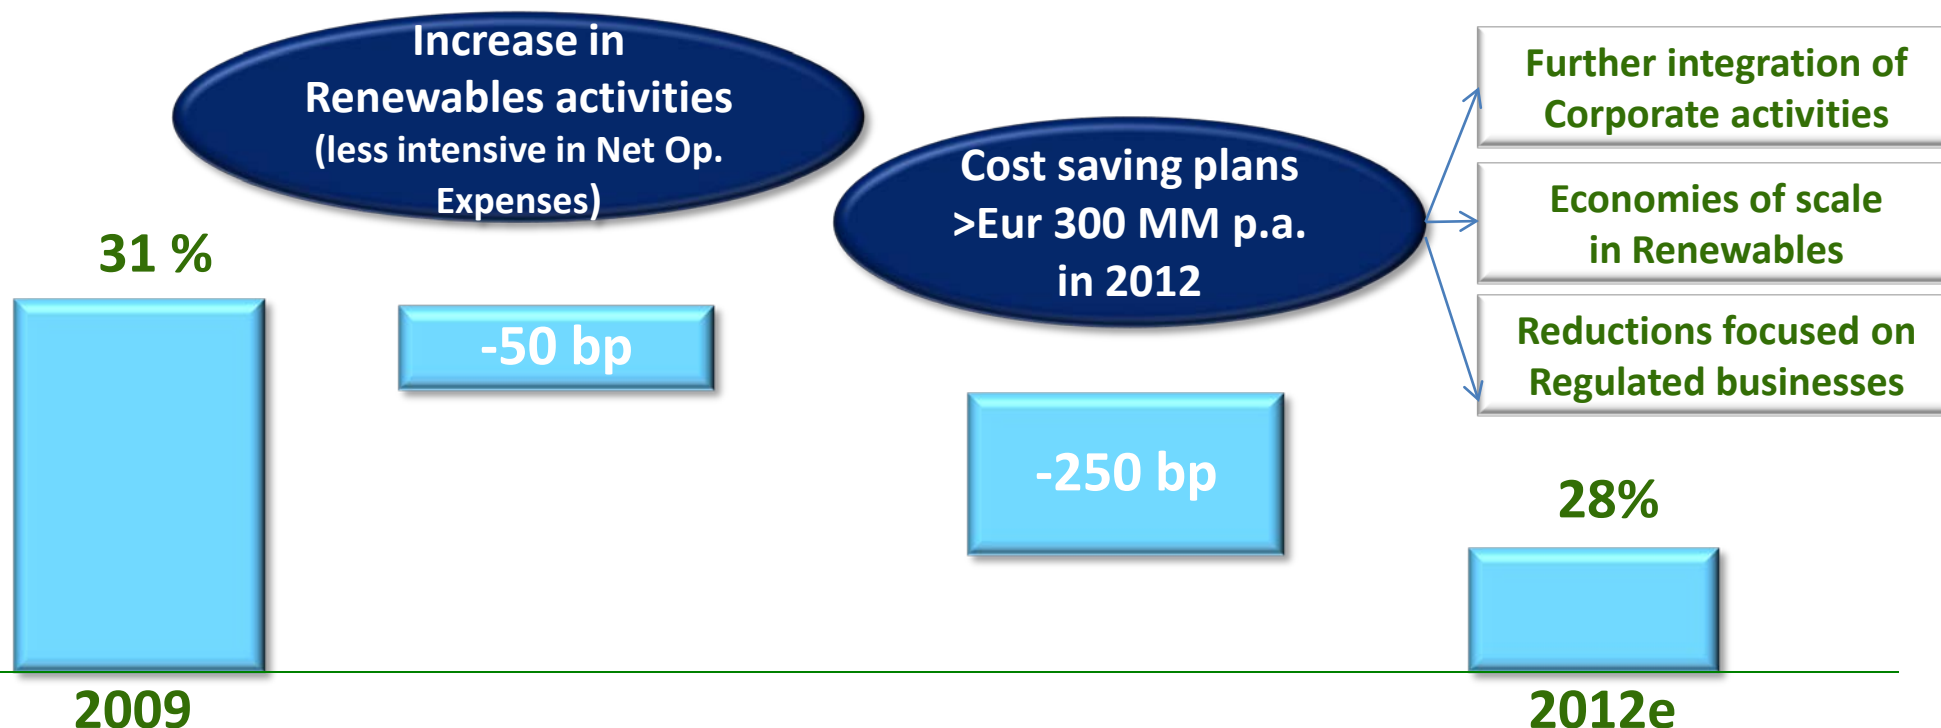 Increase in
Renewables activities
(less intensive in Net Op.
Expenses)
Cost saving plans
>Eur 300 MM p.a.
in 2012
Further integration of
Corporate activities
Economies of scale
in Renewables
Reductions focused on
Regulated businesses
31 %
-50 bp
-250 bp
28%
2009
2012e